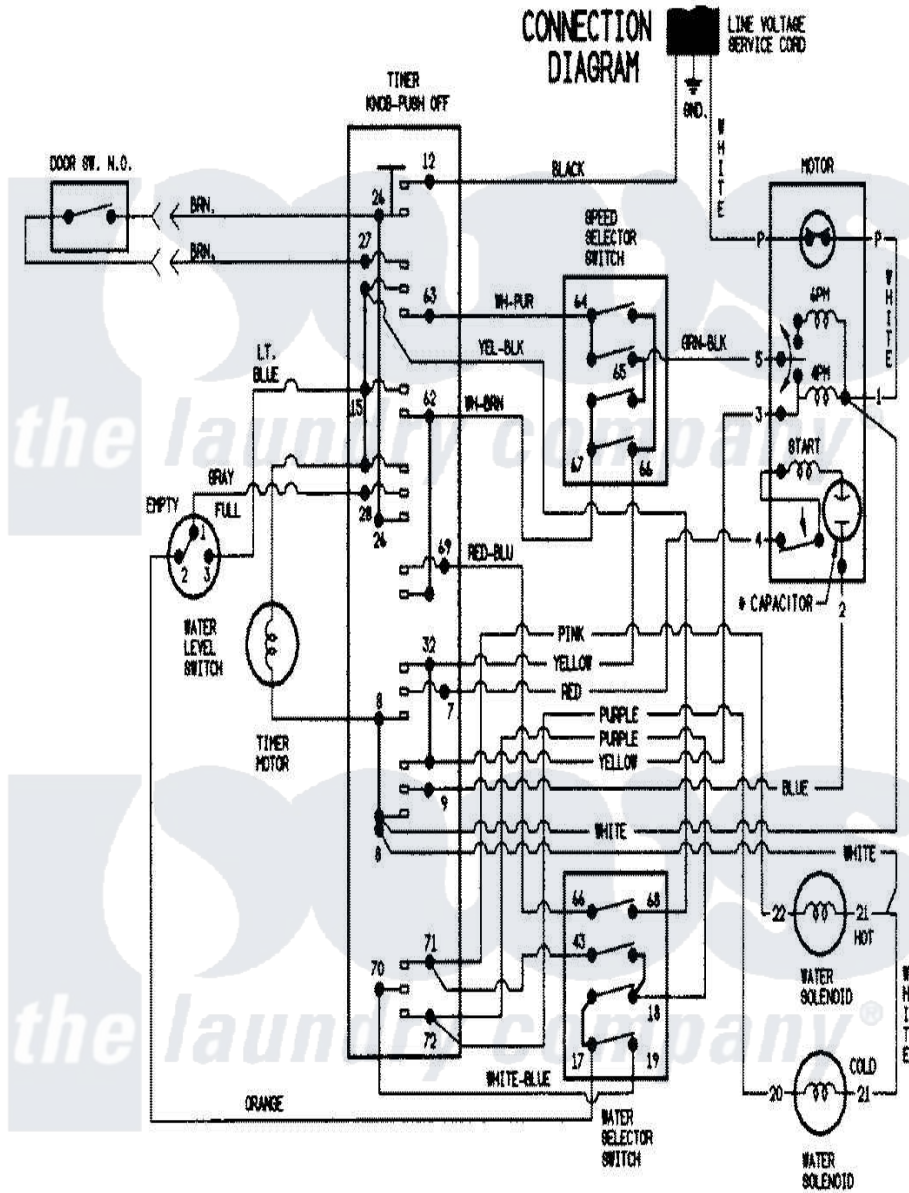 CONNECTION
DIAGRAM
LINE VOLTAGE
SERVICE CORD
GND.
TIMER
KNOB-PUSH OFF
DOOR SW. N.O.
BRN.
BRN.
12
26
27
63
BLACK
WHITE
MOTOR
SPEED
SELECTOR
SWITCH
P
P
WHITE
64
WH-PUR
YEL-BLK
65
GRN-BLK
6PM
5
4PM
1
LT.
BLUE
15
62
WH-BRN
67
66
3
START
GRAY
28
26
EMPTY
FULL
1
2
3
4
69
RED-BLU
* CAPACITOR
2
WATER
LEVEL
SWITCH
PINK
32
YELLOW
RED
7
8
PURPLE
PURPLE
YELLOW
TIMER
MOTOR
9
BLUE
8
WHITE
WHITE
66
68
22
21
HOT
43
71
70
WATER
SOLENOID
WHITE
18
72
17
19
COLD
WHITE-BLUE
20
21
ORANGE
WATER
SELECTOR
SWITCH
WATER
SOLENOID
the laundry company
the laundry company®